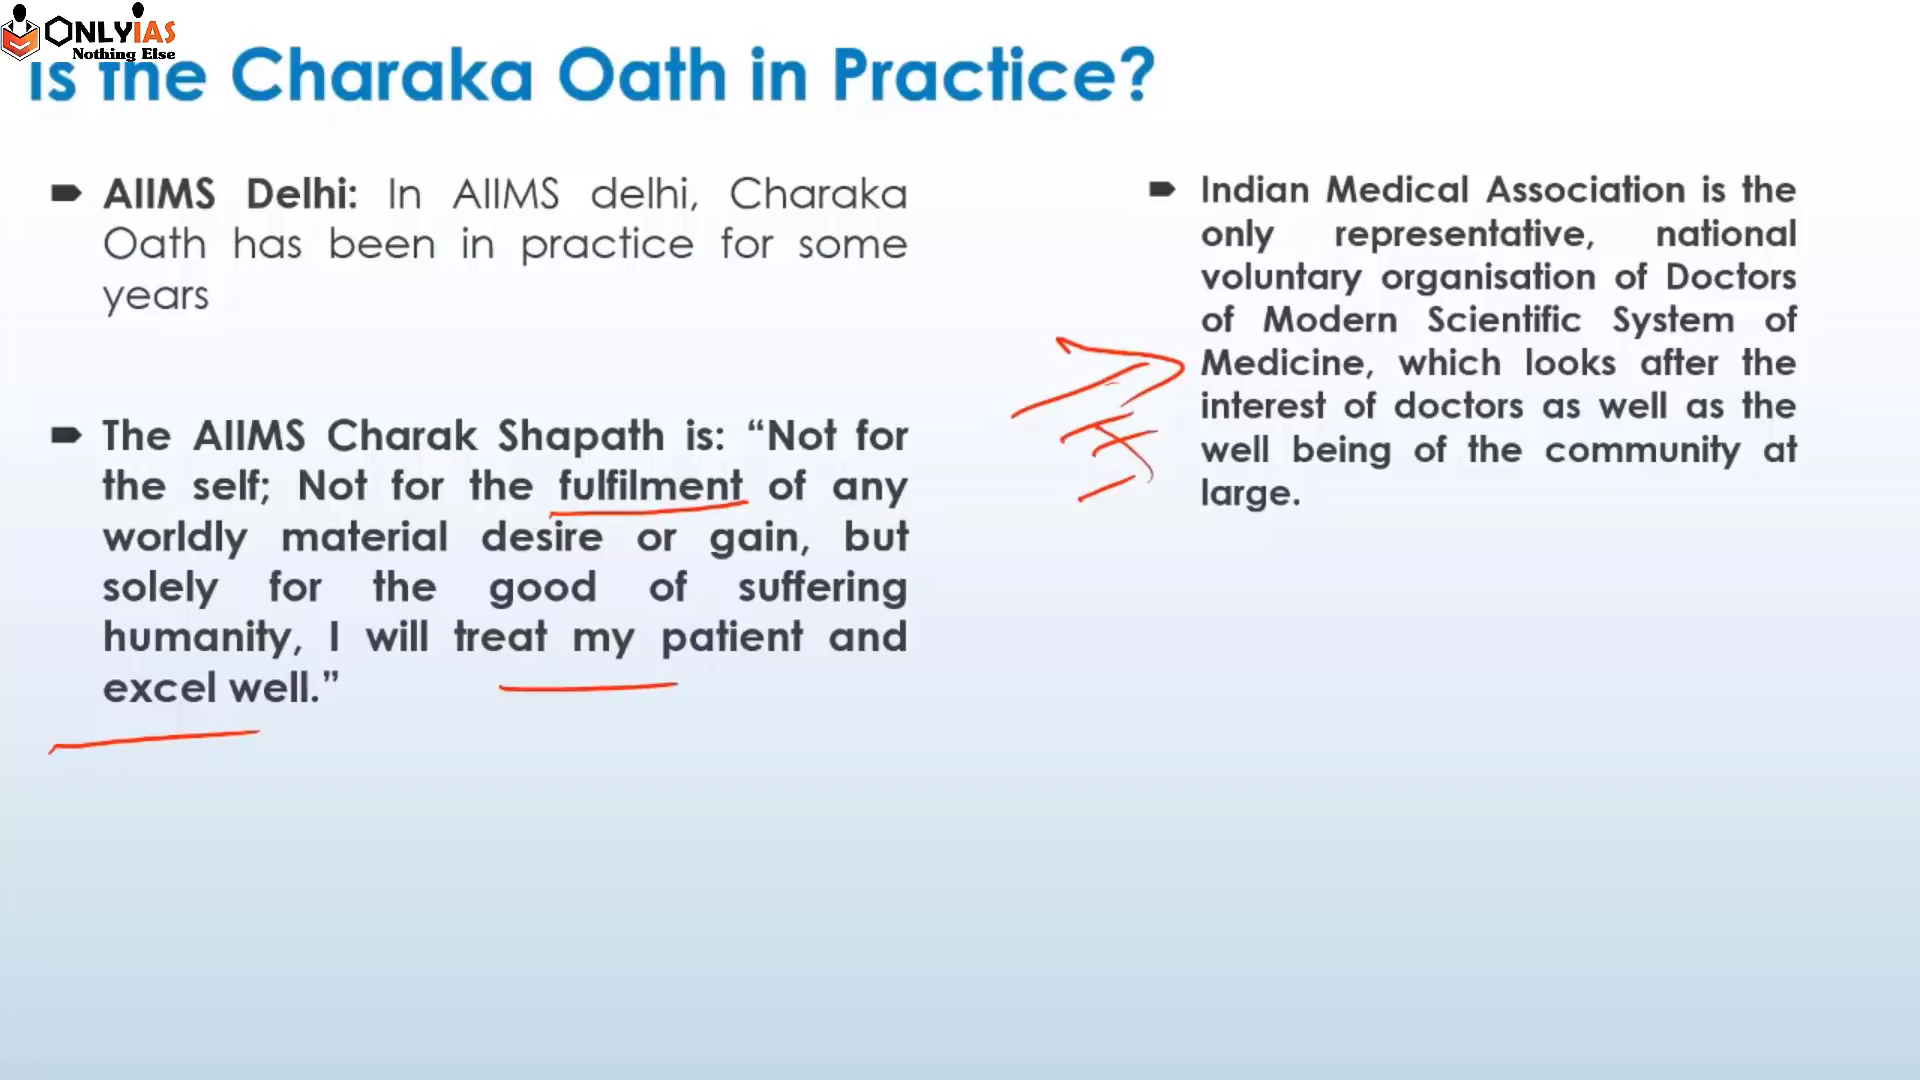 ONLYIAS
Nothing Else
Is the Charaka Oath in Practice?
AIIMS Delhi: In AIIMS delhi, Charaka
Oath has been in practice for some
years
The AIIMS Charak Shapath is: “Not for
the self; Not for the fulfilment of any
worldly material desire or gain, but
solely for the good of suffering
humanity, I will treat my patient and
excel well.”
Indian Medical Association is the
only representative, national
voluntary organisation of Doctors
of Modern Scientific System of
Medicine, which looks after the
interest of doctors as well as the
well being of the community at
large.